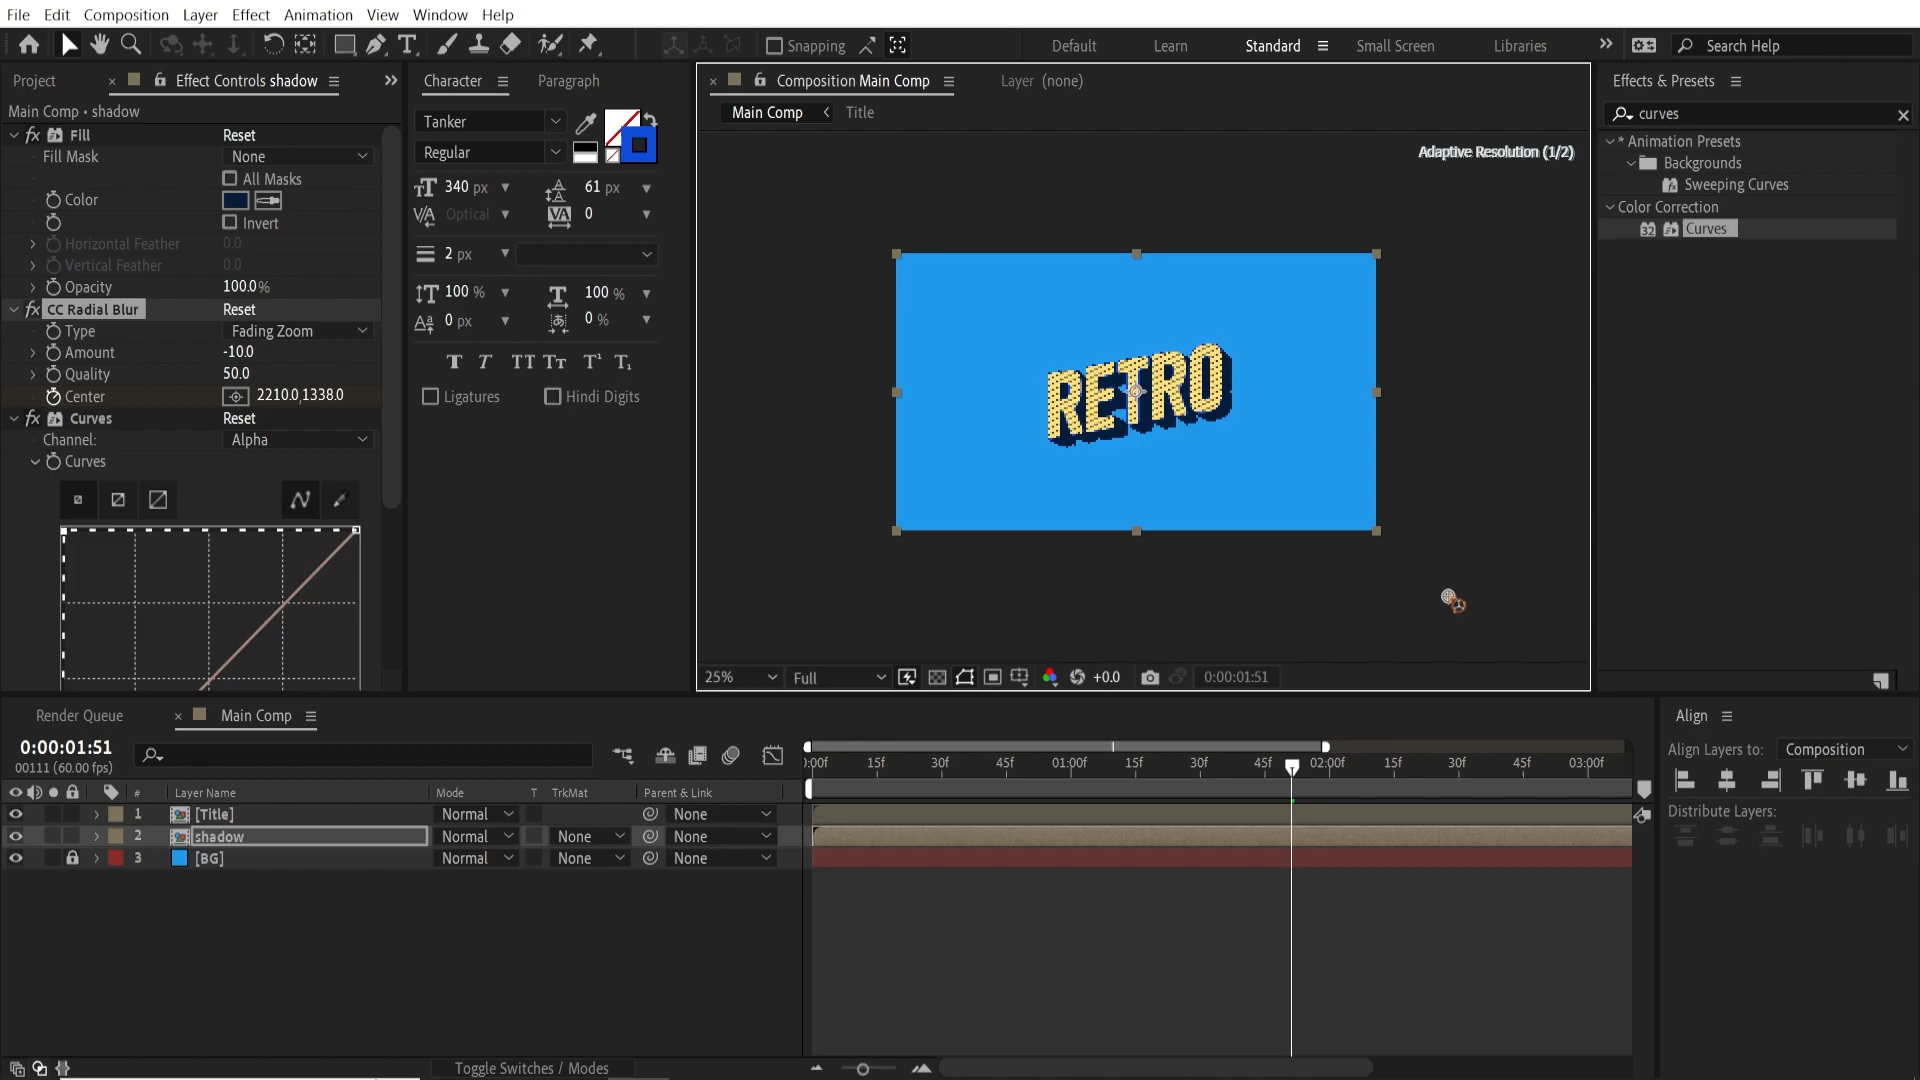 File Edit Composition Layer Effect Animation View Window Help
Snapping Default Learn Standard Small Screen Libraries Search Help
Project Effect Controls shadow
Main Comp • shadow
fx Fill Reset
Fill Mask None
All Masks
Color
Invert
Horizontal Feather 0.0
Vertical Feather 0.0
Opacity 100.0%
fx CC Radial Blur Reset
Type Fading Zoom
Amount -10.0
Quality 50.0
Center 2210.0,1338.0
fx Curves Reset
Channel: Alpha
Curves
Character Paragraph
Tanker
Regular
340 px 61 px
Optical 0
2 px
100 % 100 %
0 px 0 %
Ligatures Hindi Digits
Composition Main Comp Layer (none)
Main Comp Title
Adaptive Resolution (1/2)
RETRO
25% Full +0.0 0:00:01:51
Effects & Presets
curves
* Animation Presets
Backgrounds
Sweeping Curves
Color Correction
32 Curves
Render Queue Main Comp
0:00:01:51
00111 (60.00 fps)
# Layer Name Mode T TrkMat Parent & Link
1 [Title] Normal None
2 shadow Normal None None
3 [BG] Normal None None
0:00f 15f 30f 45f 01:00f 15f 30f 45f 02:00f 15f 30f 45f 03:00f
Toggle Switches / Modes
Align
Align Layers to: Composition
Distribute Layers: